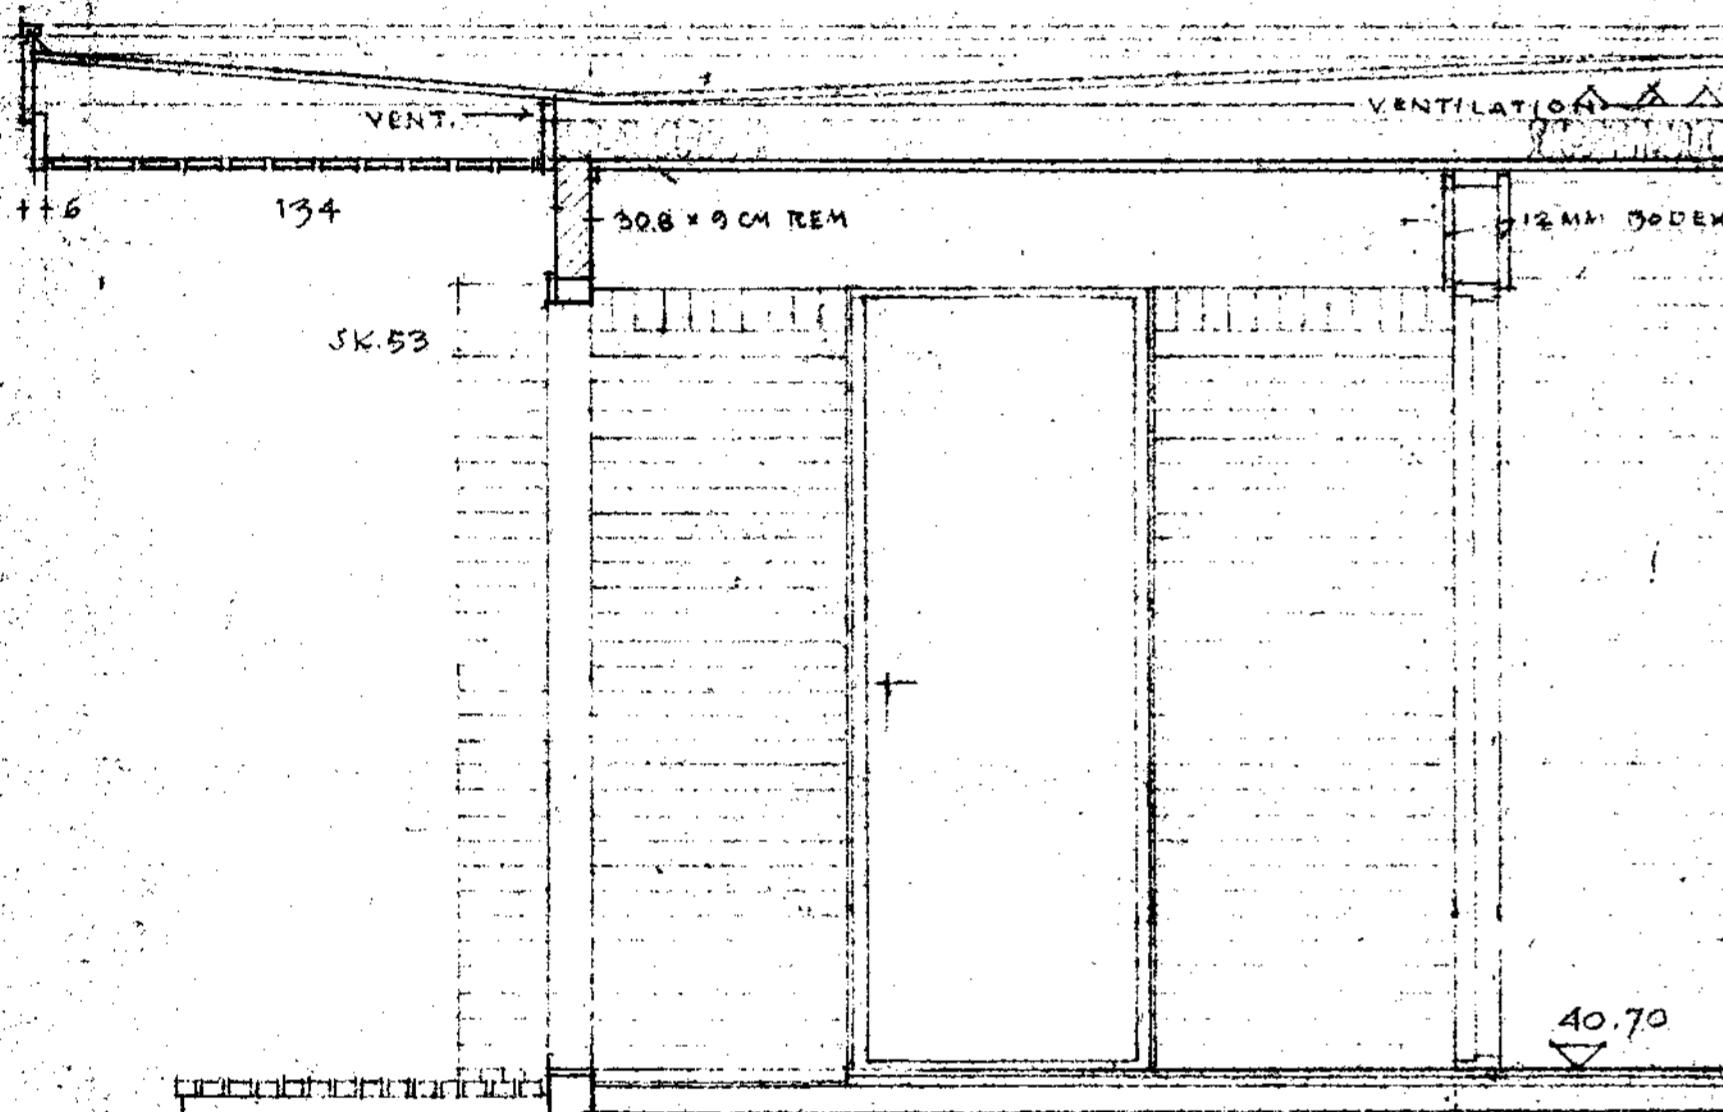 VENT.
VENTILATION
6
134
30.8 x 9 CM REM
12 MM
SK.53
40.70